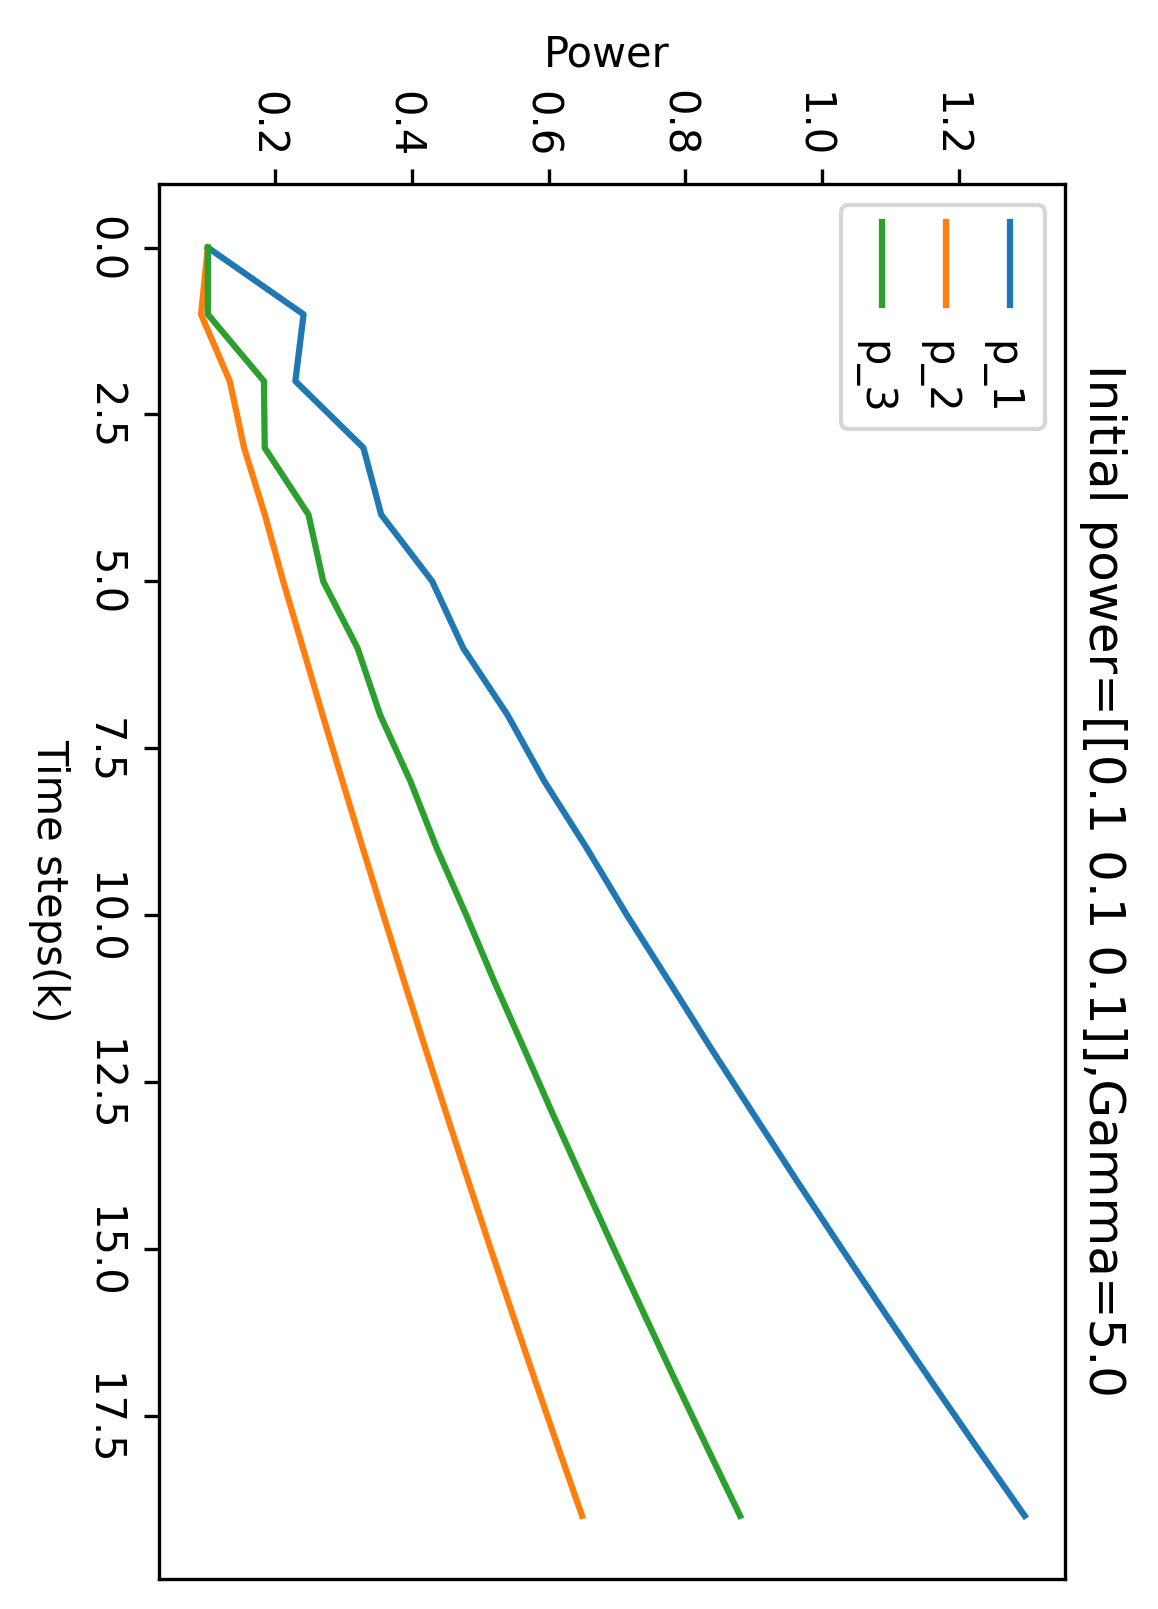 Initial power=[[0.1 0.1 0.1]],Gamma=5.0
Power
1.2
1.0
0.8
0.6
0.4
0.2
p_1
p_2
p_3
0.0 2.5 5.0 7.5 10.0 12.5 15.0 17.5
Time steps(k)